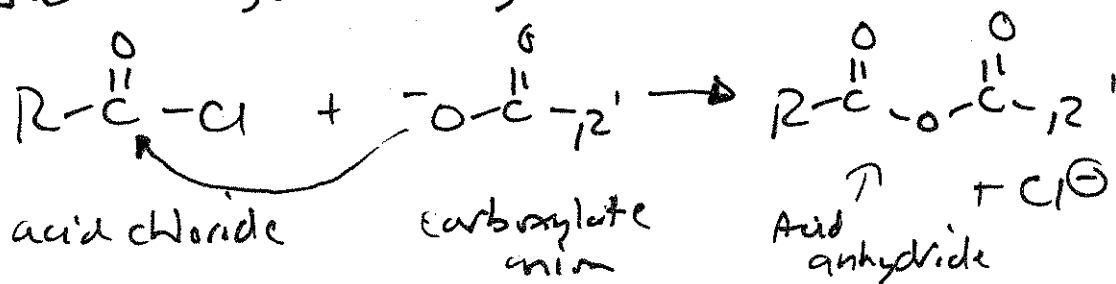 O O O O
R-C-Cl + ⁻O-C-R' → R-C-O-C-R'
acid chloride carboxylate anion Acid anhydride + Cl⊖